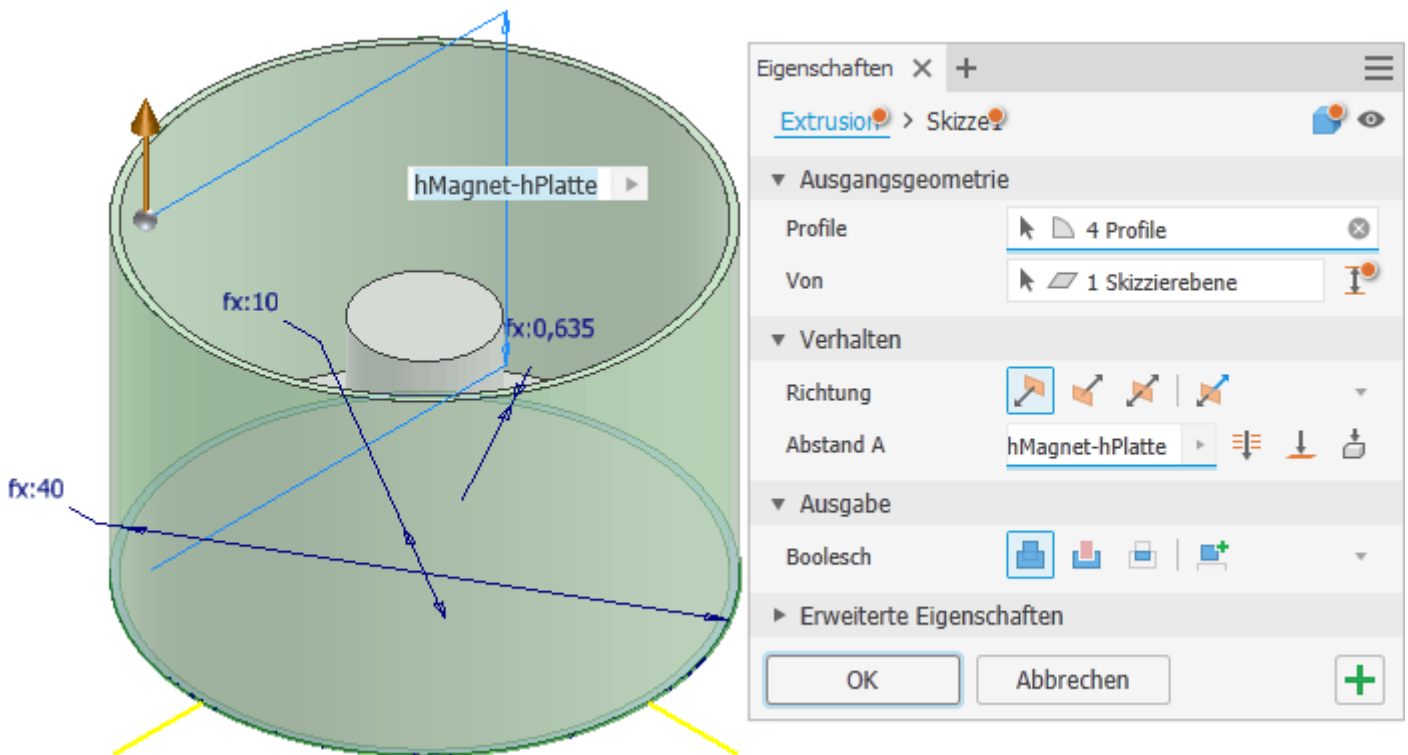 hMagnet-hPlatte
fx:10
fx:0,635
fx:40
Eigenschaften
Extrusion > Skizze1
Ausgangsgeometrie
Profile 4 Profile
Von 1 Skizzierebene
Verhalten
Richtung
Abstand A hMagnet-hPlatte
Ausgabe
Boolesch
Erweiterte Eigenschaften
OK Abbrechen